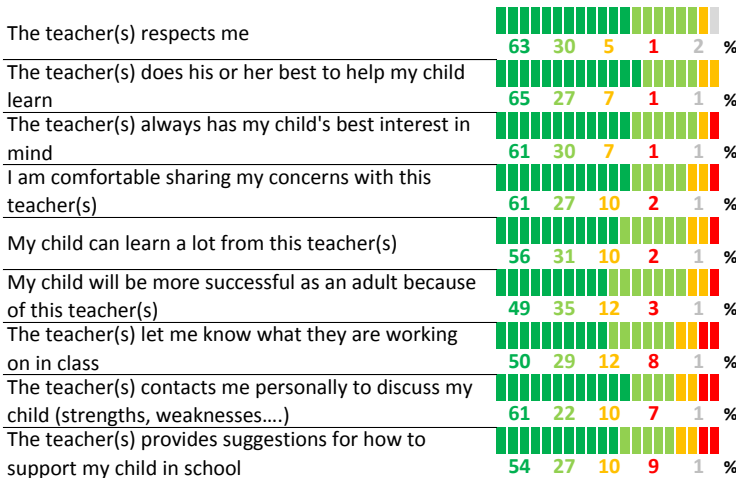 The teacher(s) respects me
63 30 5 1 2 %
The teacher(s) does his or her best to help my child
learn
65 27 7 1 1 %
The teacher(s) always has my child's best interest in
mind
61 30 7 1 1 %
I am comfortable sharing my concerns with this
teacher(s)
61 27 10 2 1 %
My child can learn a lot from this teacher(s)
56 31 10 2 1 %
My child will be more successful as an adult because
of this teacher(s)
49 35 12 3 1 %
The teacher(s) let me know what they are working
on in class
50 29 12 8 1 %
The teacher(s) contacts me personally to discuss my
child (strengths, weaknesses....)
61 22 10 7 1 %
The teacher(s) provides suggestions for how to
support my child in school
54 27 10 9 1 %